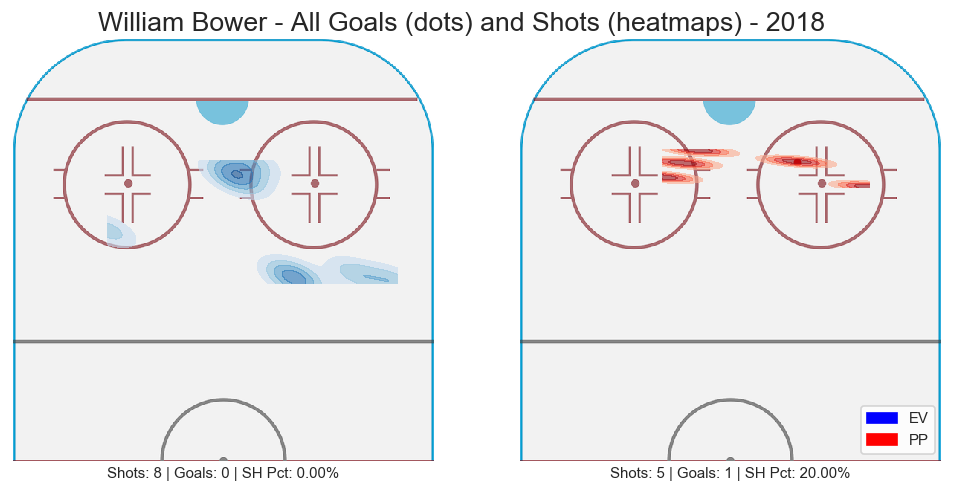 William Bower - All Goals (dots) and Shots (heatmaps) - 2018
EV
PP
Shots: 8 | Goals: 0 | SH Pct: 0.00%
Shots: 5 | Goals: 1 | SH Pct: 20.00%